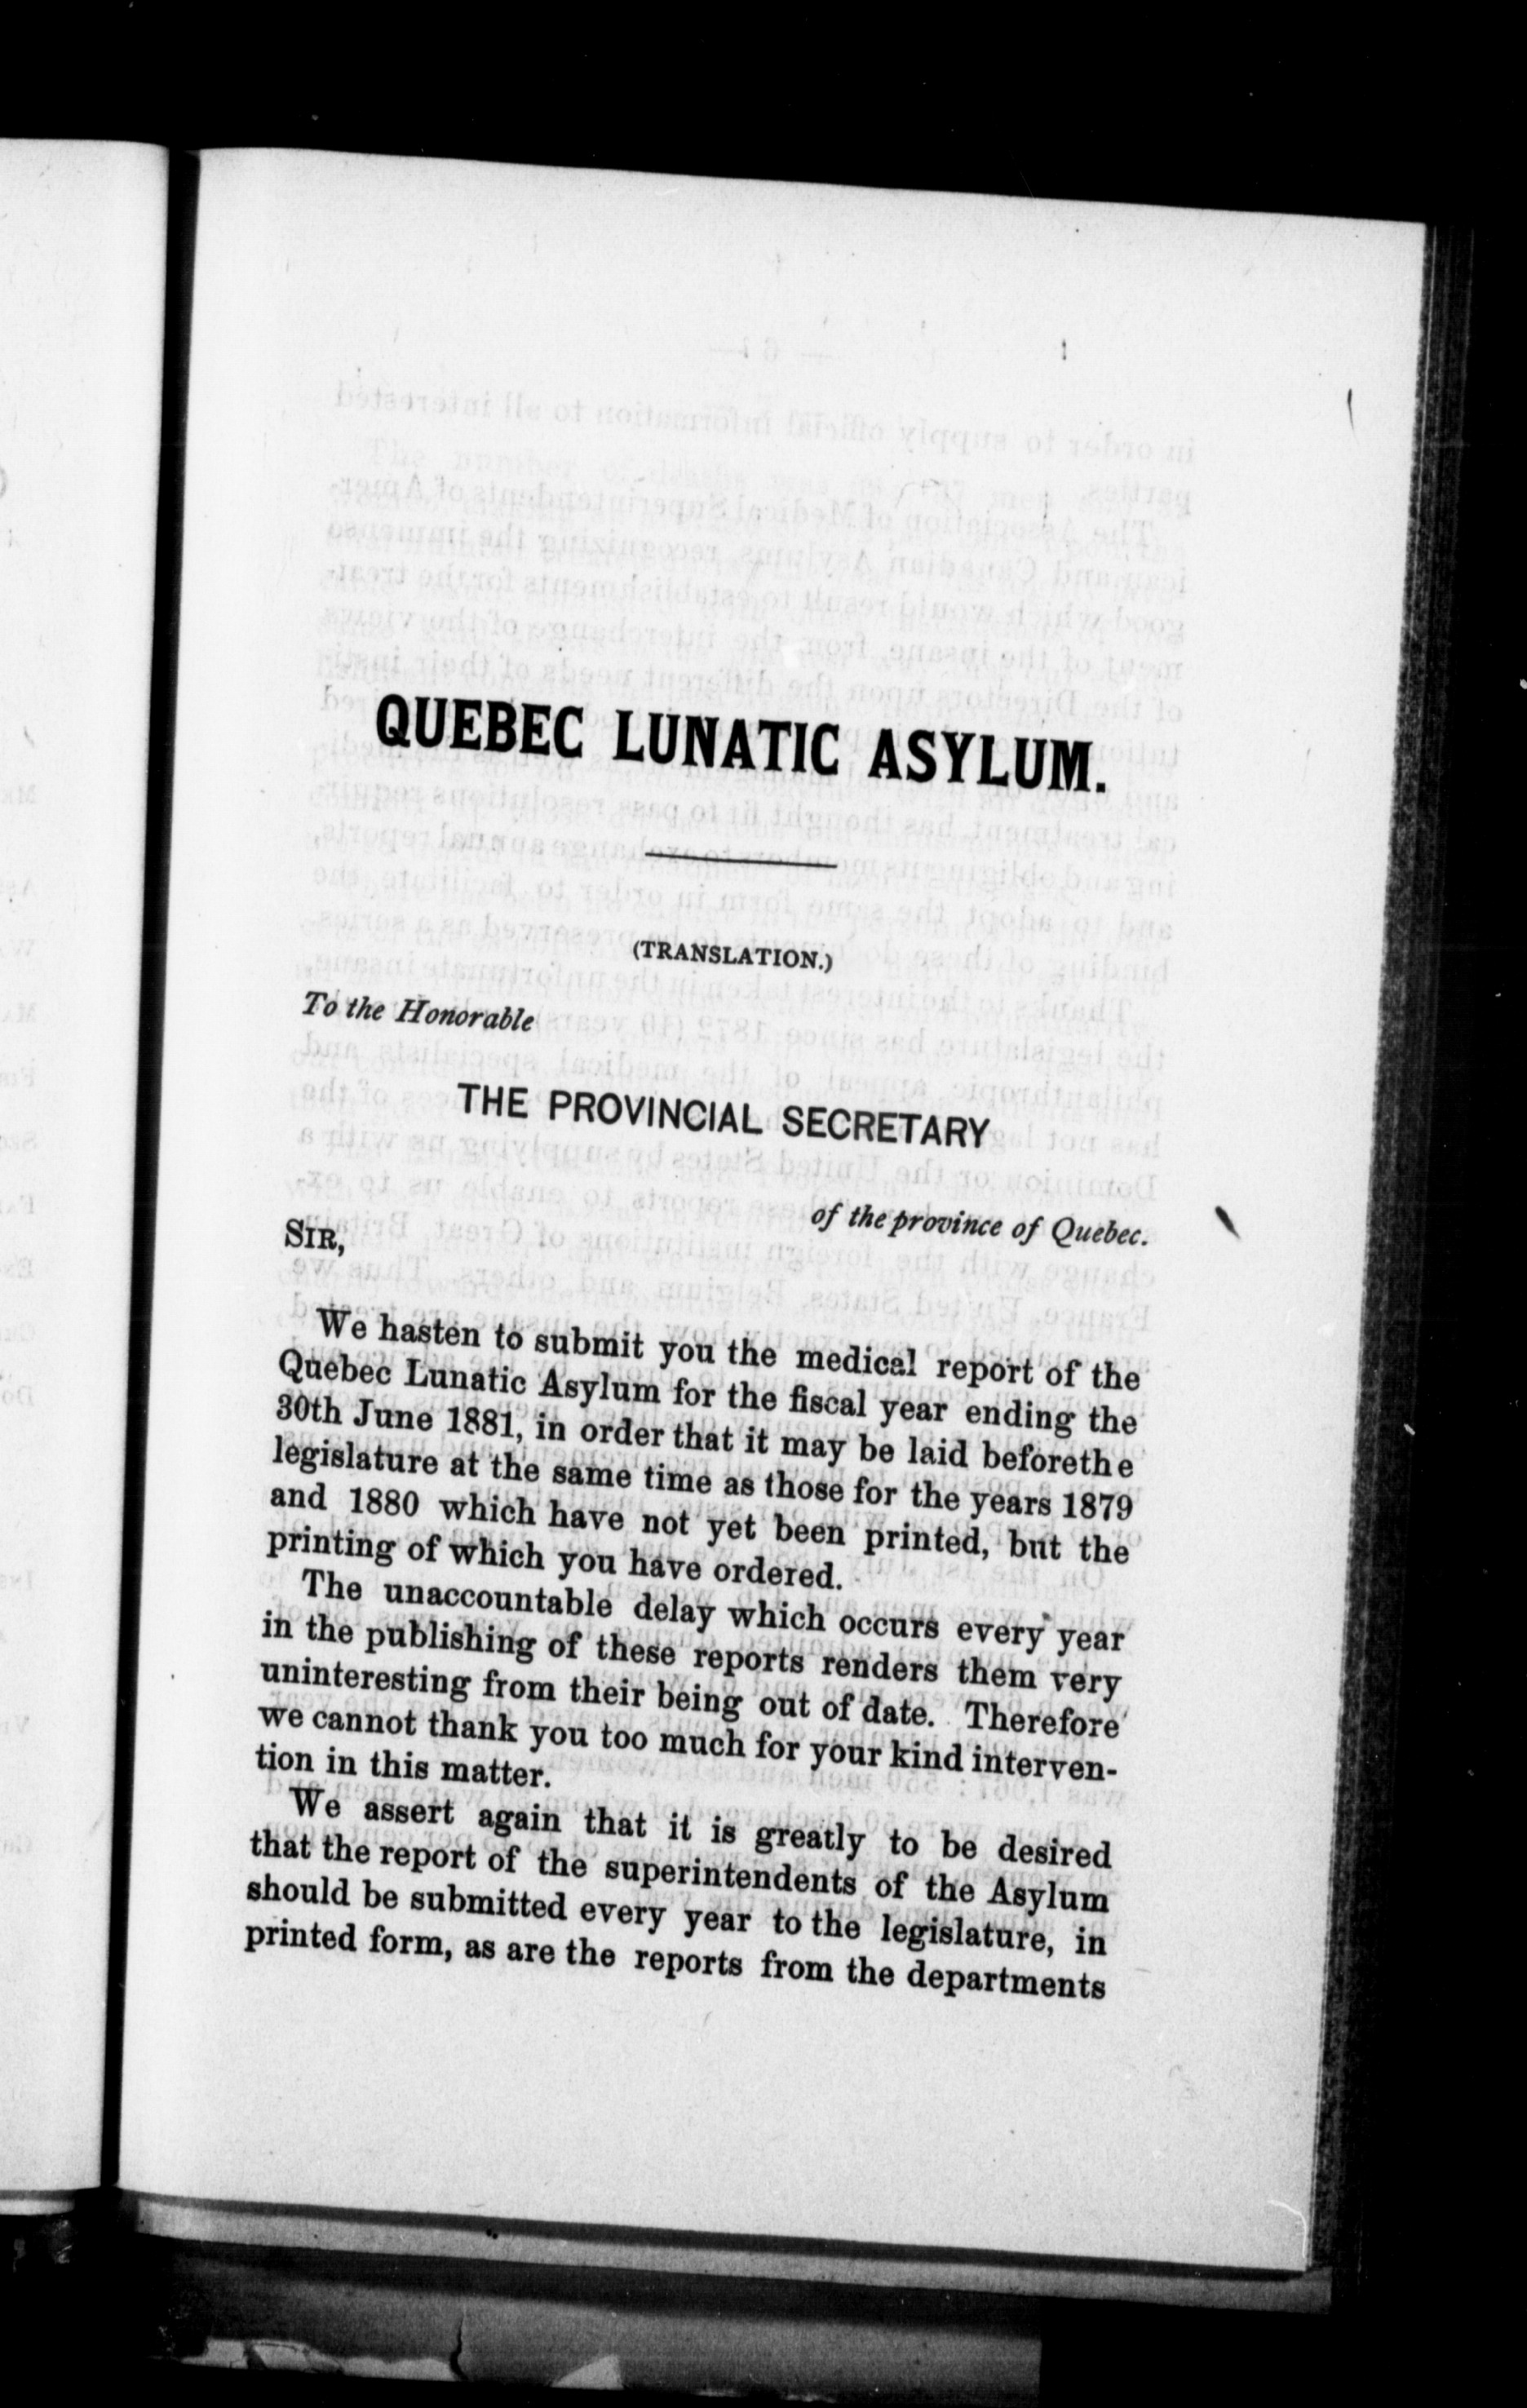 QUEBEC LUNATIC ASYLUM.
(TRANSLATION.)
To the Honorable
THE PROVINCIAL SECRETARY
of the province of Quebec.
SIR,
We hasten to submit you the medical report of the
Quebec Lunatic Asylum for the fiscal year ending the
30th June 1881, in order that it may be laid beforethe
legislature at the same time as those for the years 1879
and 1880 which have not yet been printed, but the
printing of which you have ordered.
The unaccountable delay which occurs every year
in the publishing of these reports renders them very
uninteresting from their being out of date. Therefore
we cannot thank you too much for your kind interven-
tion in this matter.
We assert again that it is greatly to be desired
that the report of the superintendents of the Asylum
should be submitted every year to the legislature, in
printed form, as are the reports from the departments